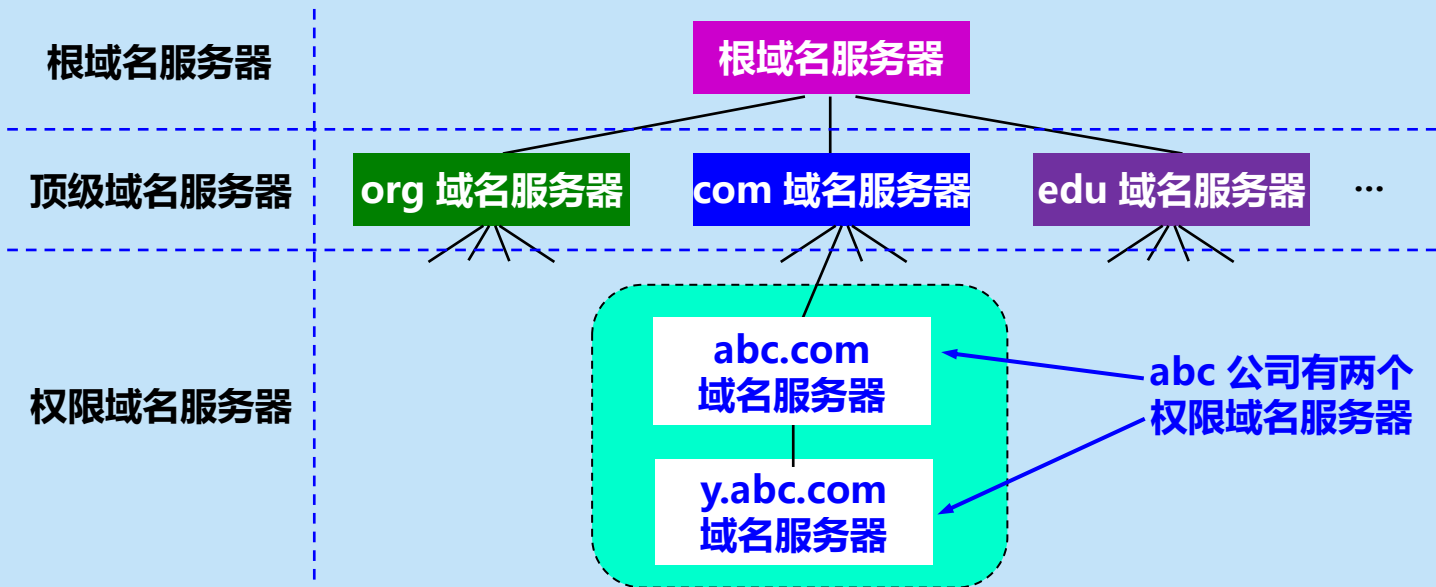 根域名服务器
根域名服务器
顶级域名服务器
org 域名服务器
com 域名服务器
edu 域名服务器
...
权限域名服务器
abc.com
域名服务器
y.abc.com
域名服务器
abc 公司有两个
权限域名服务器